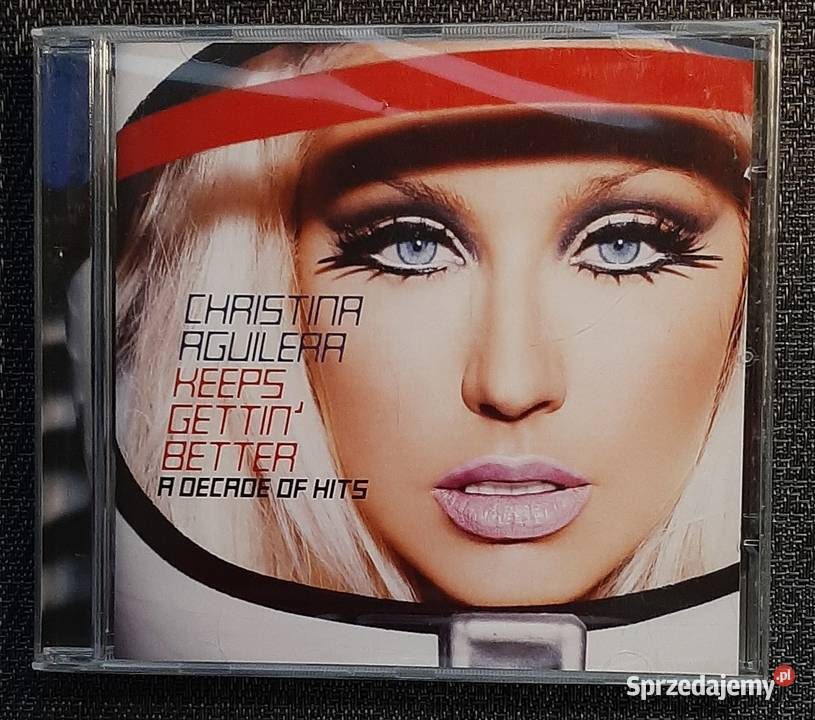 CHRISTINA
AGUILERA
KEEPS
GETTIN'
BETTER
A DECADE OF HITS
Sprzedajemy.pl